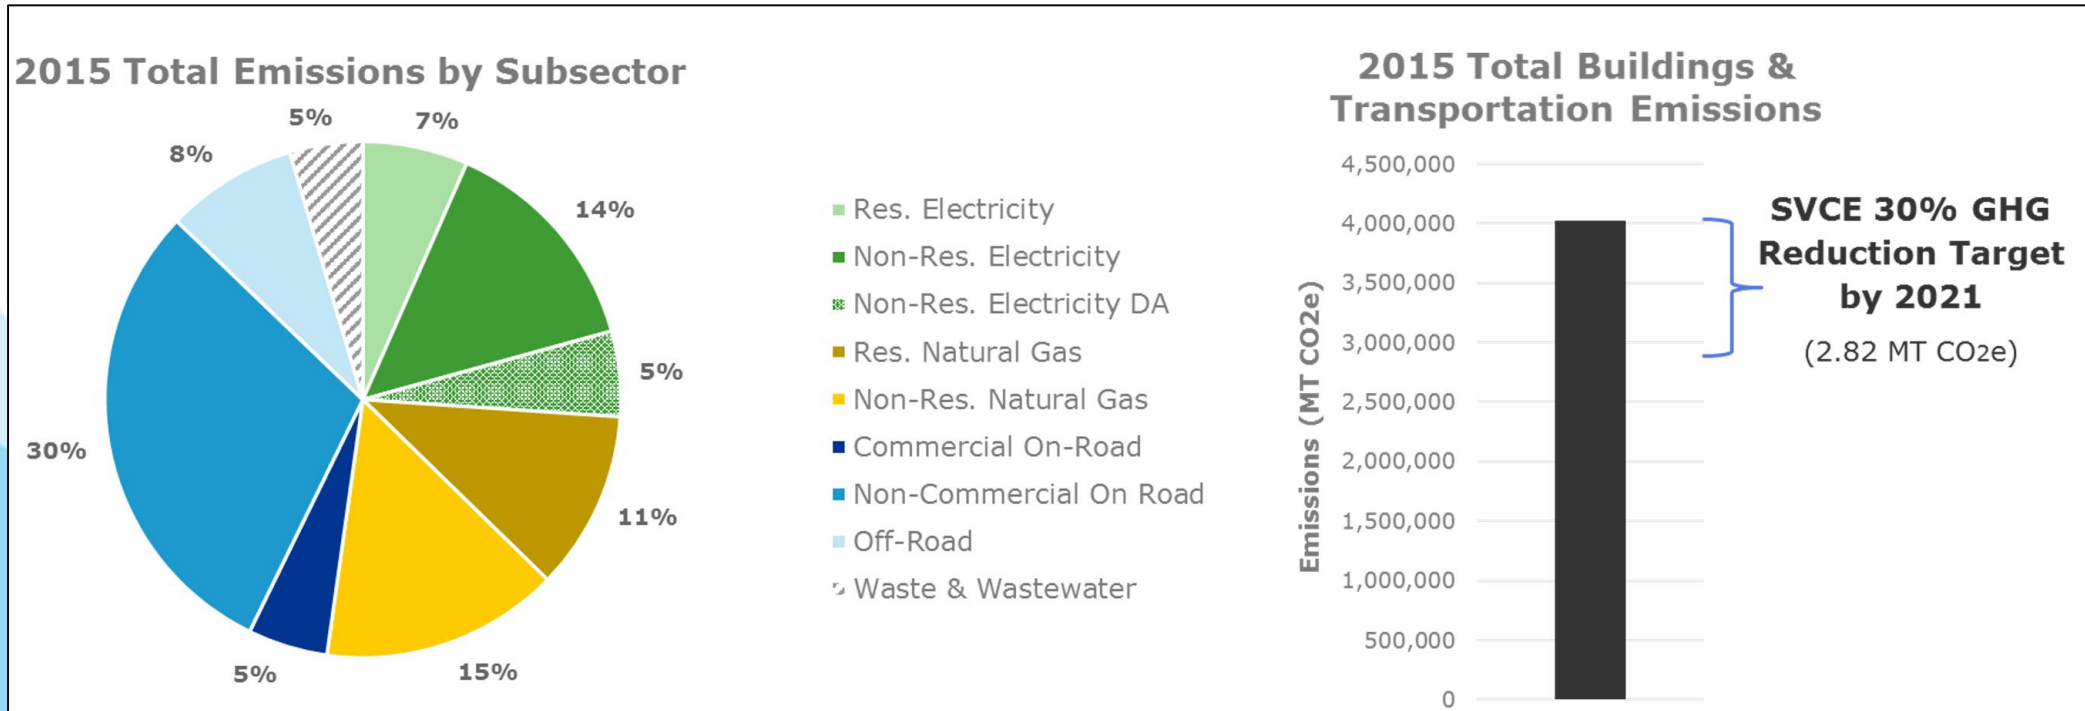 2015 Total Emissions by Subsector
5%
7%
8%
14%
5%
30%
11%
5%
15%
Res. Electricity
Non-Res. Electricity
Non-Res. Electricity DA
Res. Natural Gas
Non-Res. Natural Gas
Commercial On-Road
Non-Commercial On Road
Off-Road
Waste & Wastewater
2015 Total Buildings &
Transportation Emissions
Emissions (MT CO2e)
4,500,000
4,000,000
3,500,000
3,000,000
2,500,000
2,000,000
1,500,000
1,000,000
500,000
0
SVCE 30% GHG
Reduction Target
by 2021
(2.82 MT CO2e)